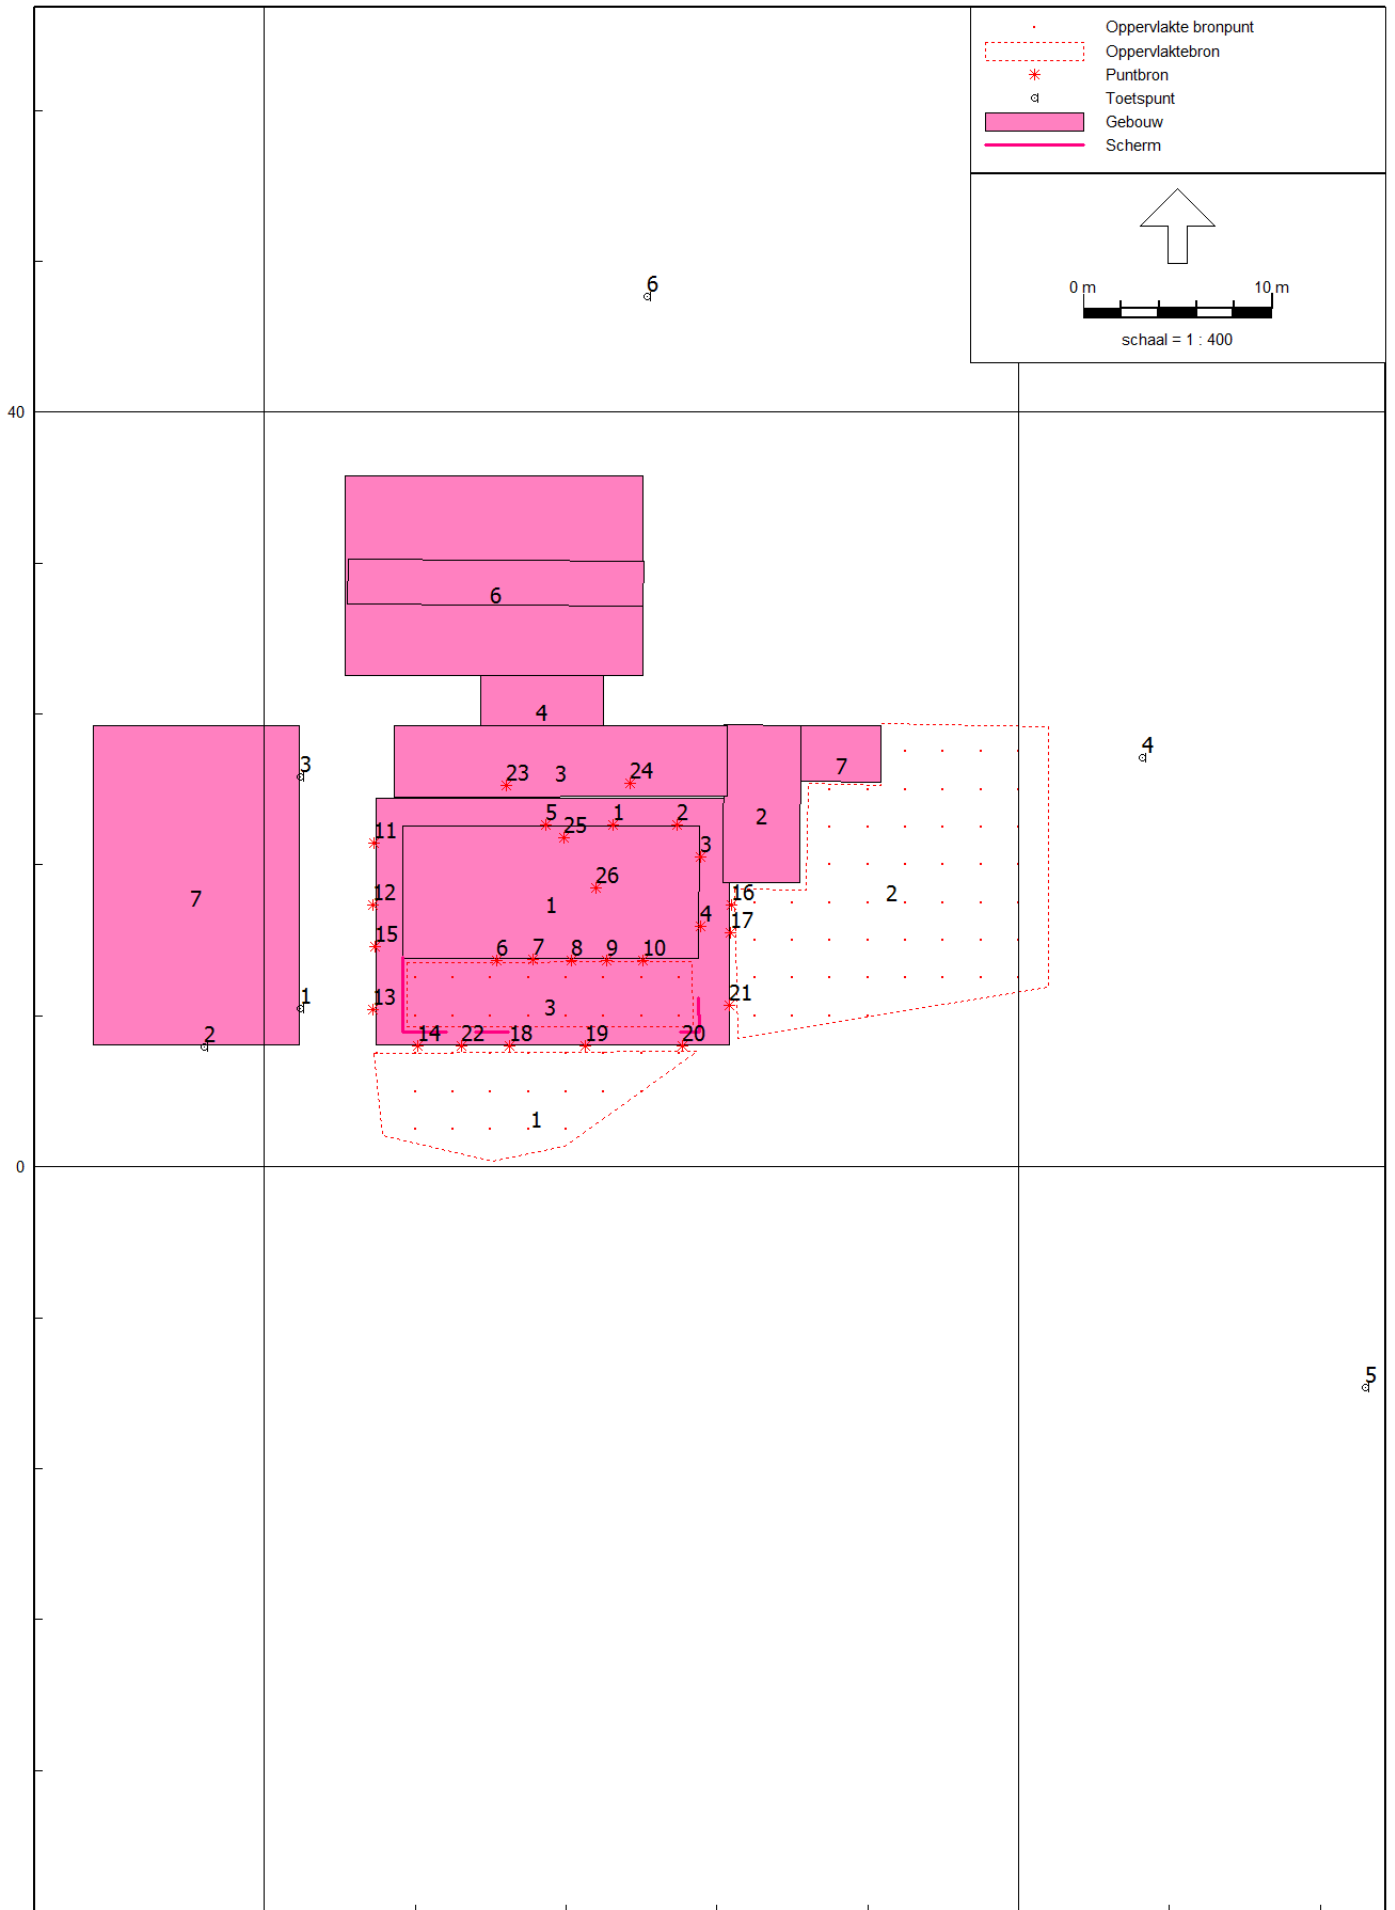 Oppervlakte bronpunt
Oppervlaktebron
Puntbron
Toetspunt
Gebouw
Scherm
0 m 10 m
schaal = 1 : 400
6
40
6
4
4
3 23 3 24 7
5 1 2 2
11 25 3
26
7 12 1 16 2
4 17
15 6 7 8 9 10
1 13 3 21
2 14 22 18 19 20
1
0
5